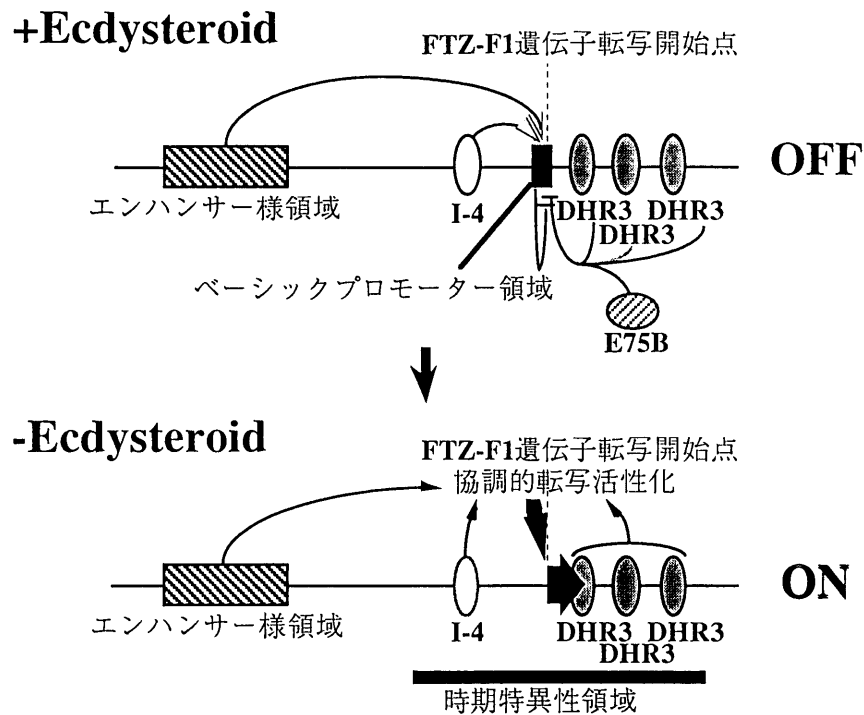 +Ecdysteroid
FTZ-F1遺伝子転写開始点
OFF
エンハンサー様領域
I-4
DHR3
DHR3
DHR3
ベーシックプロモーター領域
E75B
-Ecdysteroid
FTZ-F1遺伝子転写開始点
協調的転写活性化
ON
エンハンサー様領域
I-4
DHR3
DHR3
DHR3
時期特異性領域